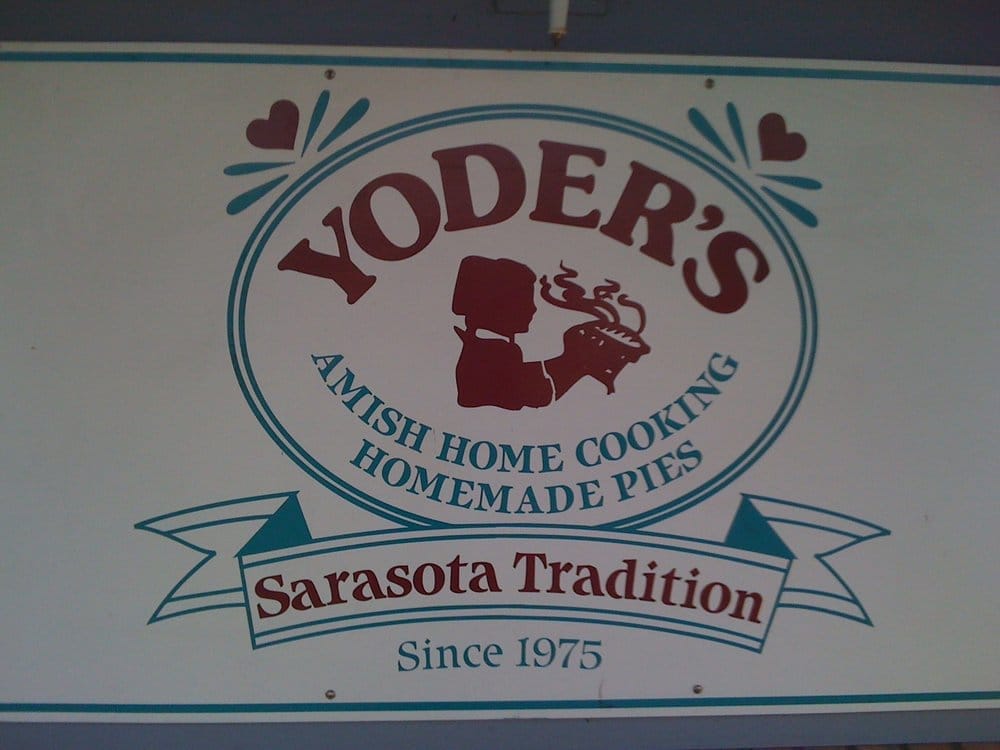 YODER'S
AMISH HOME COOKING
HOMEMADE PIES
Sarasota Tradition
Since 1975